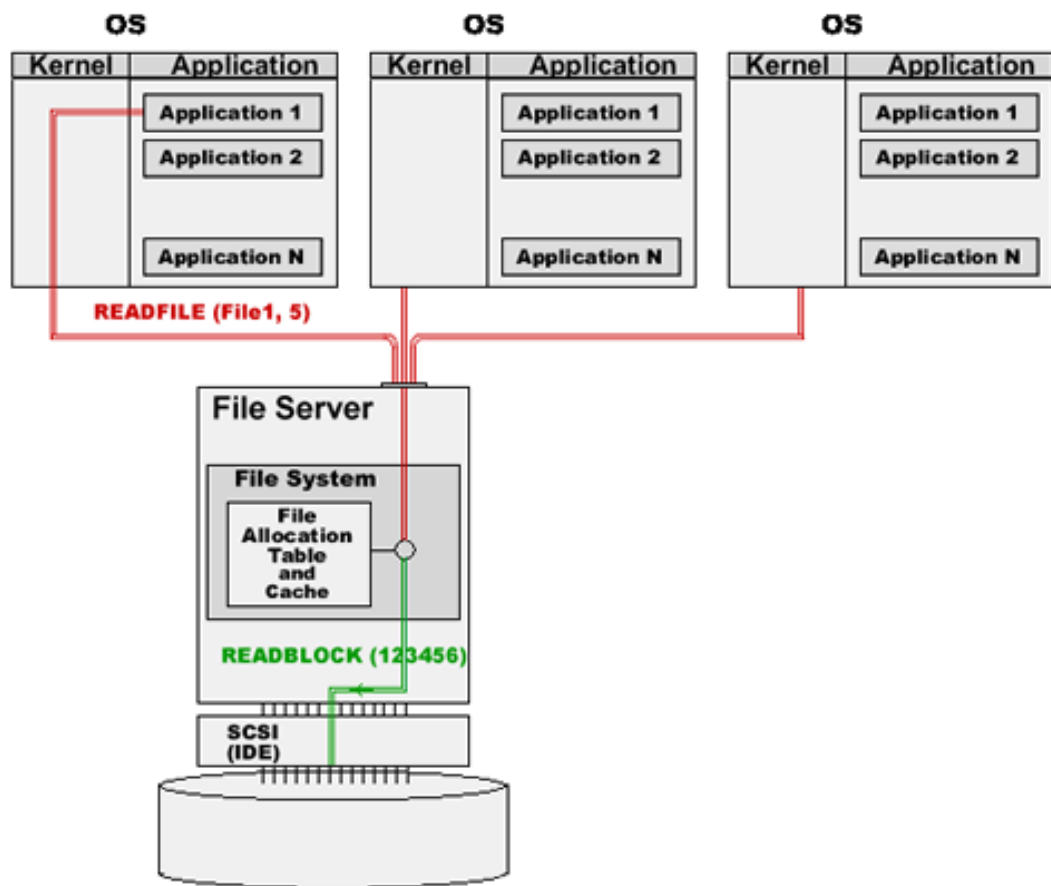 OS OS OS
Kernel Application Kernel Application Kernel Application
Application 1 Application 1 Application 1
Application 2 Application 2 Application 2
Application N Application N Application N
READFILE (File1, 5)
File Server
File System
File
Allocation
Table
and
Cache
READBLOCK (123456)
SCSI
(IDE)